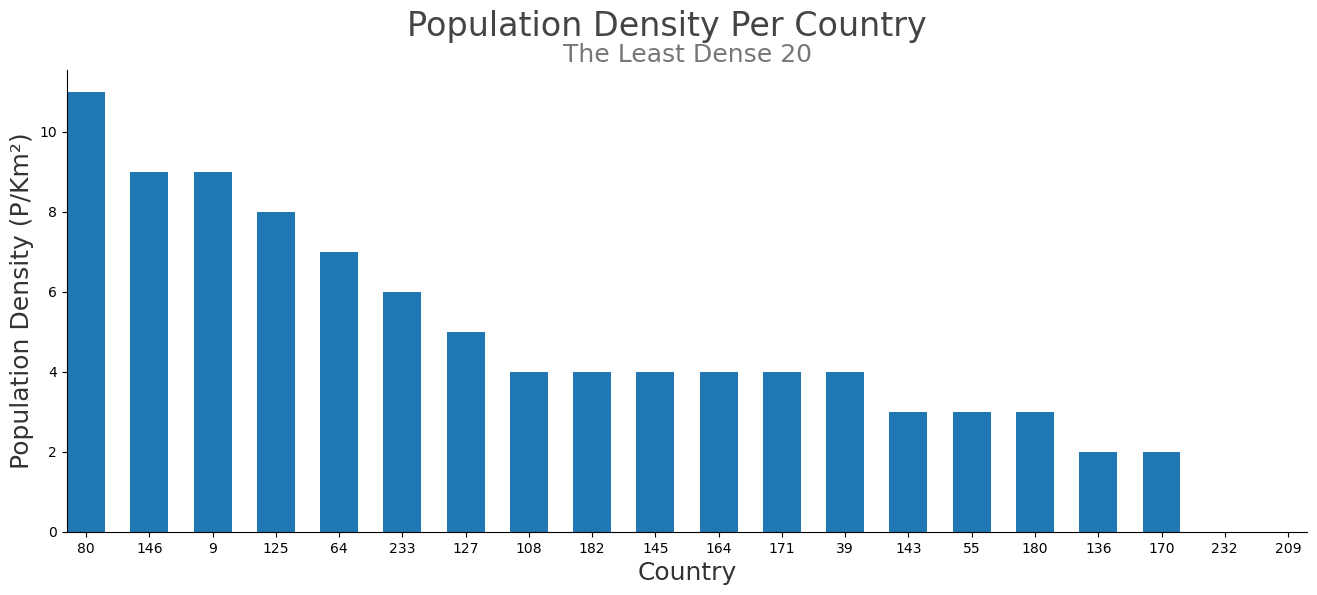 Population Density Per Country
The Least Dense 20
Population Density (P/Km²)
10
8
6
4
2
0
80 146 9 125 64 233 127 108 182 145 164 171 39 143 55 180 136 170 232 209
Country